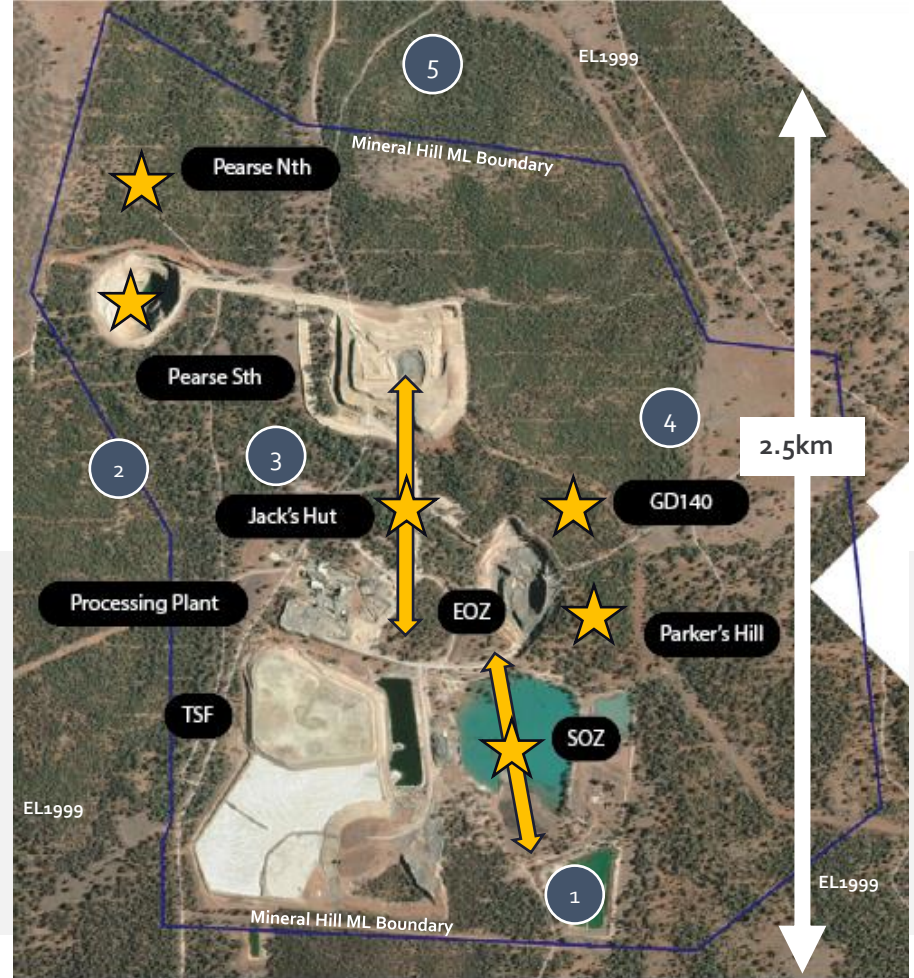 5
EL1999
Mineral Hill ML Boundary
Pearse Nth
Pearse Sth
4
2.5km
3
2
GD140
Jack's Hut
Processing Plant
EOZ
Parker's Hill
TSF
SOZ
EL1999
EL1999
1
Mineral Hill ML Boundary